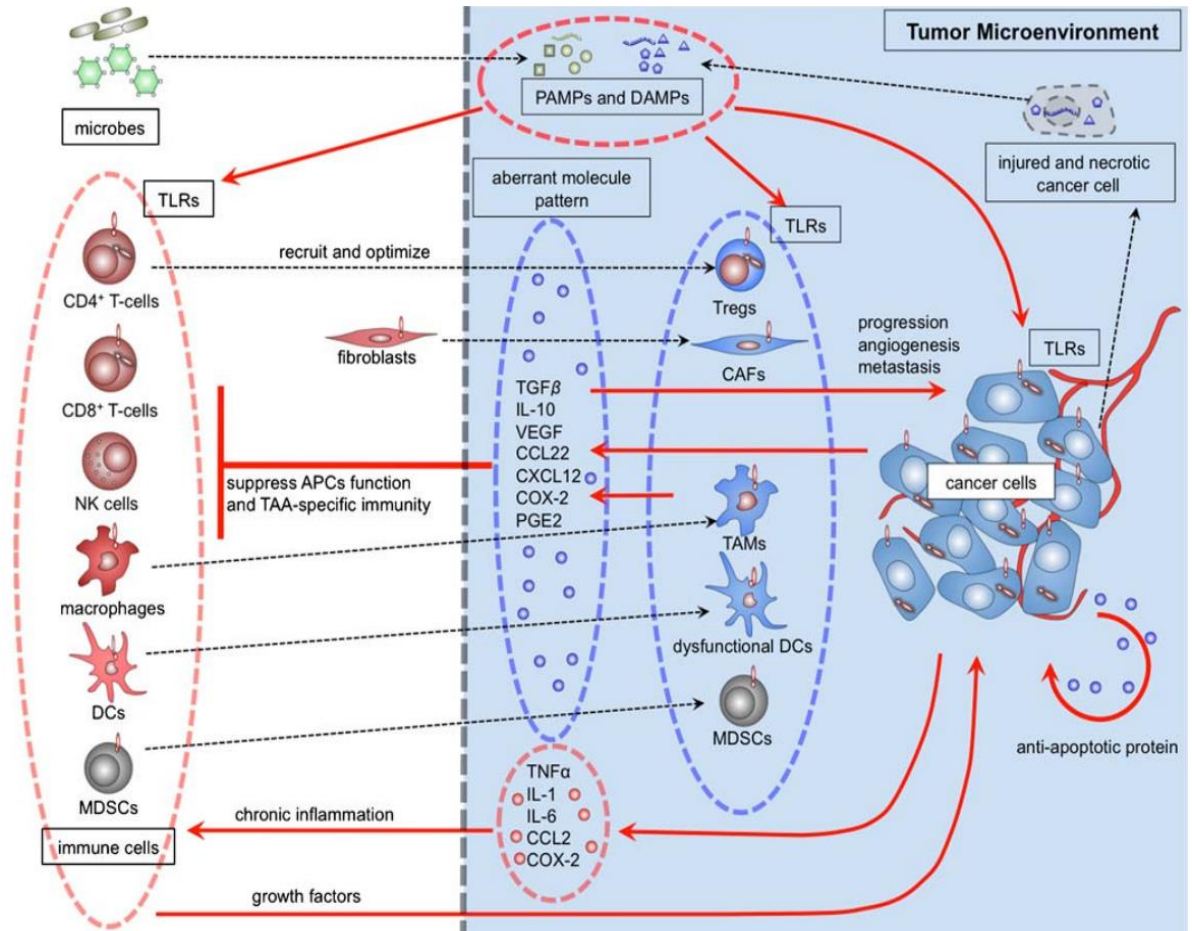 Tumor Microenvironment
microbes
PAMPs and DAMPs
injured and necrotic
cancer cell
TLRs
aberrant molecule
pattern
TLRs
CD4⁺ T-cells
recruit and optimize
Tregs
fibroblasts
CAFs
progression
angiogenesis
metastasis
TLRs
CD8⁺ T-cells
TGFβ
IL-10
VEGF
CCL22
CXCL12
COX-2
PGE2
suppress APCs function
and TAA-specific immunity
NK cells
cancer cells
TAMs
macrophages
dysfunctional DCs
DCs
MDSCs
anti-apoptotic protein
MDSCs
TNFα
IL-1
IL-6
CCL2
COX-2
chronic inflammation
immune cells
growth factors